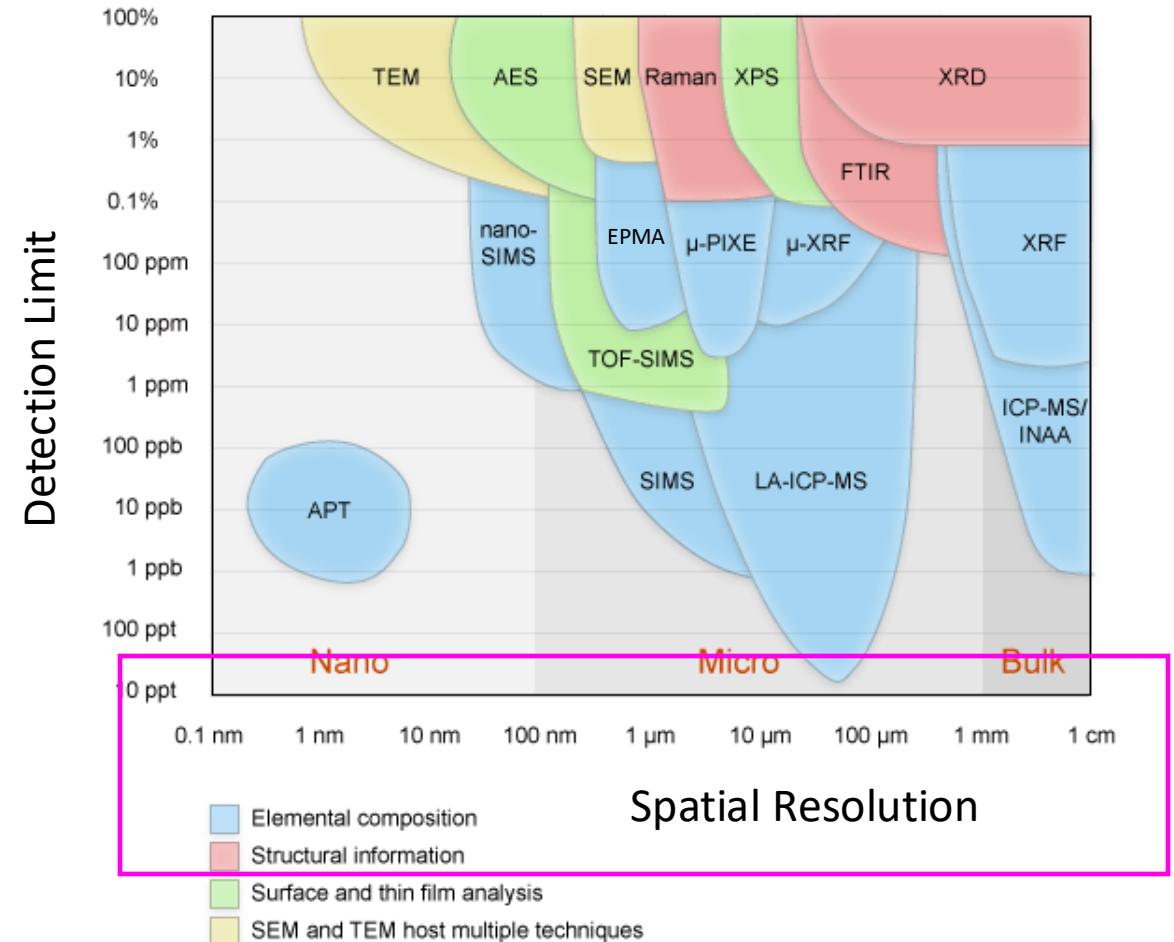 Detection Limit
100%
10%
1%
0.1%
100 ppm
10 ppm
1 ppm
100 ppb
10 ppb
1 ppb
100 ppt
10 ppt
TEM
AES
SEM
Raman
XPS
XRD
FTIR
nano-
SIMS
EPMA
µ-PIXE
µ-XRF
XRF
TOF-SIMS
ICP-MS/
INAA
SIMS
LA-ICP-MS
APT
Nano
Micro
Bulk
0.1 nm
1 nm
10 nm
100 nm
1 µm
10 µm
100 µm
1 mm
1 cm
Spatial Resolution
Elemental composition
Structural information
Surface and thin film analysis
SEM and TEM host multiple techniques